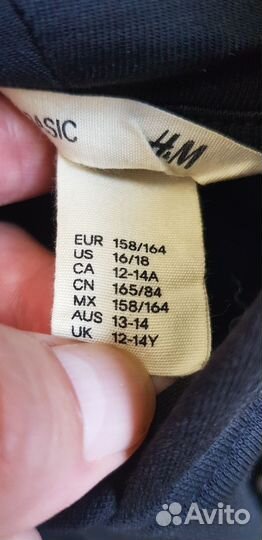 BASIC H&M
EUR 158/164
US 16/18
CA 12-14A
CN 165/84
MX 158/164
AUS 13-14
UK 12-14Y
Avito